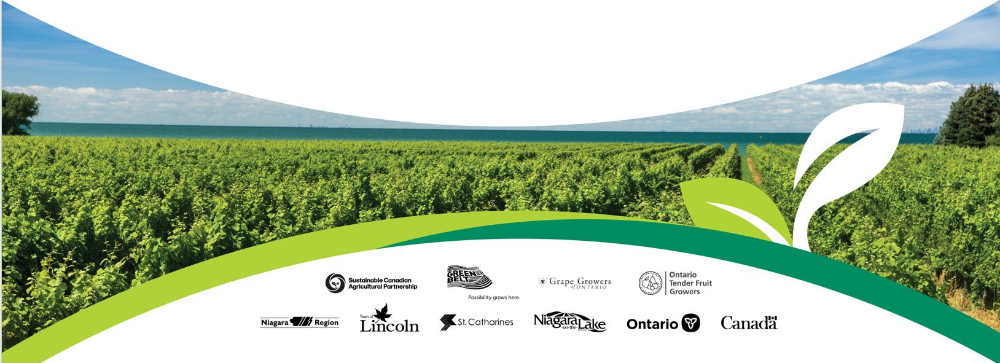 Sustainable Canadian
Agricultural Partnership
GREEN
BELT
Possibility grows here.
Grape Growers
of ONTARIO
Ontario
Tender Fruit
Growers
Niagara Region
Town of
Lincoln
St. Catharines
Niagara
-on-the-
Lake
Ontario
Canada